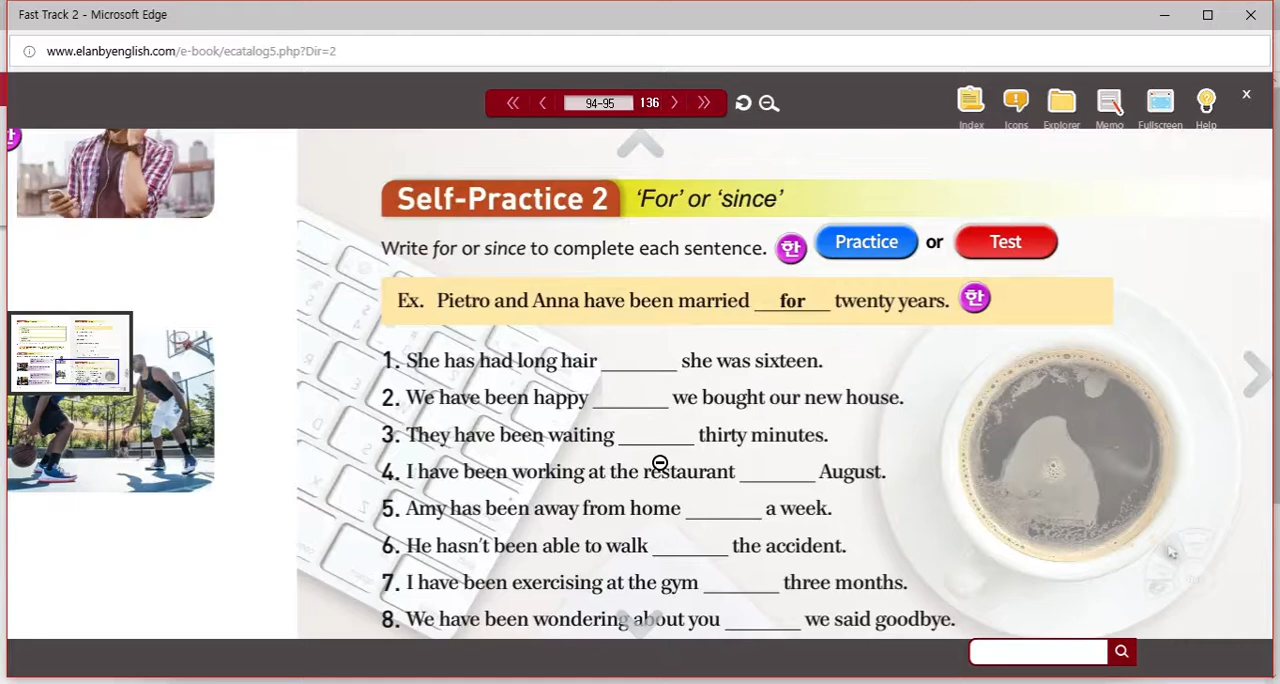 Fast Track 2 - Microsoft Edge
www.elanbyenglish.com/e-book/ecatalog5.php?Dir=2
94-95 136
Index Icons Explorer Memo Fullscreen Help
x
한
Self-Practice 2 ‘For’ or ‘since’
Write for or since to complete each sentence. 한 Practice or Test
Ex. Pietro and Anna have been married __for__ twenty years. 한
1. She has had long hair _______ she was sixteen.
2. We have been happy _______ we bought our new house.
3. They have been waiting _______ thirty minutes.
4. I have been working at the restaurant _______ August.
5. Amy has been away from home _______ a week.
6. He hasn’t been able to walk _______ the accident.
7. I have been exercising at the gym _______ three months.
8. We have been wondering about you _______ we said goodbye.